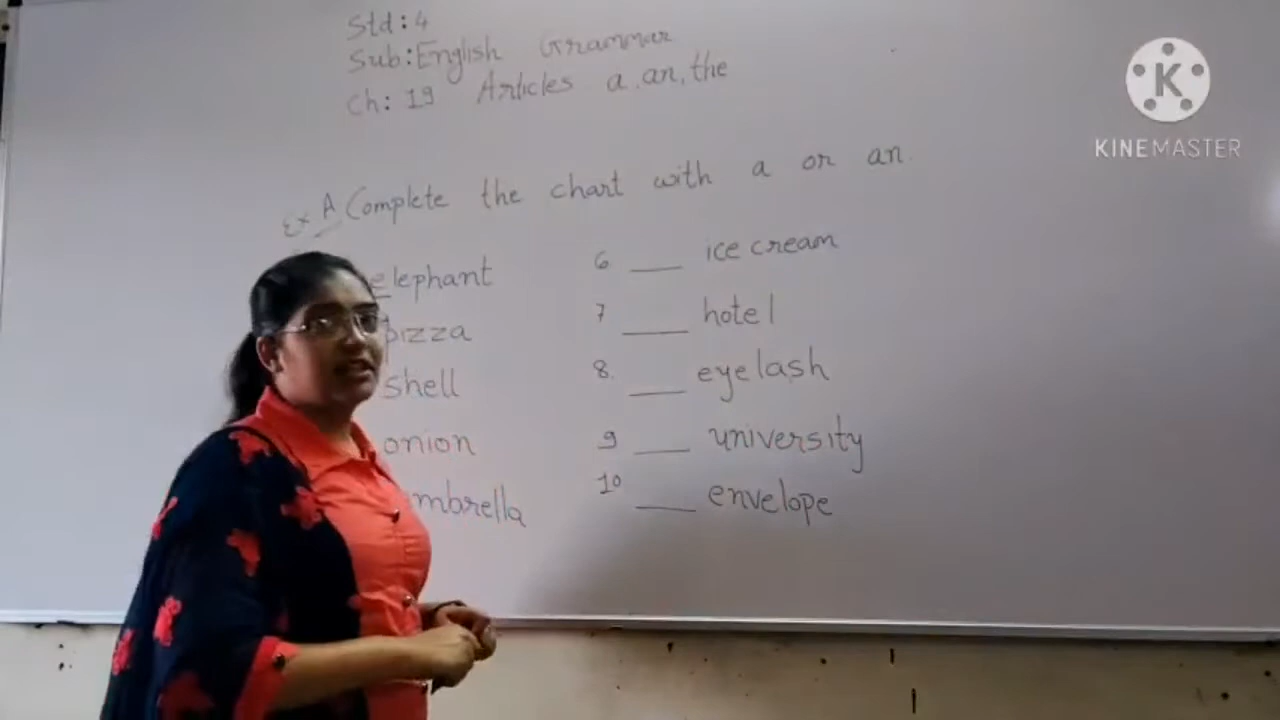 Std: 4
Sub: English Grammar
Ch: 19 Articles a, an, the
Ex A Complete the chart with a or an.
elephant
pizza
shell
onion
mbrella
6 ___ ice cream
7 ___ hotel
8. ___ eyelash
9 ___ university
10 ___ envelope
K
KINEMASTER